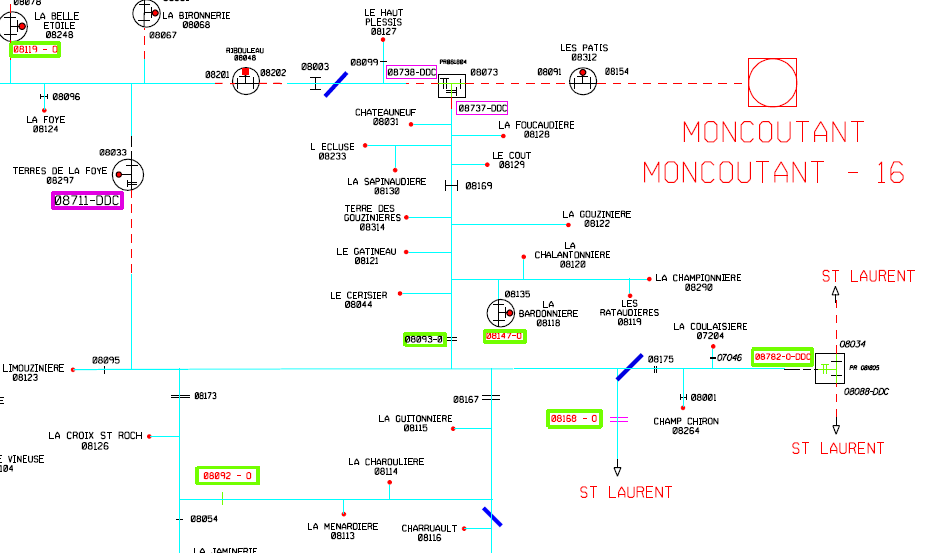 08078
LA BELLE
ETOILE
08248
08119 - O
LA BIRONNERIE
08068
08067
LE HAUT
PLESSIS
08127
RIBOULEAU
08048
08201
08202
08003
08099
08738-DDC
08073
08737-DDC
LES PATIS
08312
08091
08154
MONCOUTANT
MONCOUTANT - 16
08096
LA FOYE
08124
CHATEAUNEUF
08031
LA FOUCAUDIERE
08128
L ECLUSE
08233
LE COUT
08129
08033
TERRES DE LA FOYE
08297
08711-DDC
LA SAPINAUDIERE
08130
08169
TERRE DES
GOUZINIERES
08314
LA GOUZINIERE
08122
LE GATINEAU
08121
LA
CHALANTONNIERE
08120
LA CHAMPIONNIERE
08290
LE CERISIER
08044
08135
LA
BARDONNIERE
08118
08147-O
LES
RATAUDIERES
08119
ST LAURENT
08093-O
LA COULAISIERE
07204
07046
08782-O-DDC
08034
PR 08005
08088-DDC
LIMOUZINIERE
08123
08095
08175
08173
08167
08001
CHAMP CHIRON
08264
LA GUITONNIERE
08115
08168 - O
ST LAURENT
LA CROIX ST ROCH
08126
E VINEUSE
104
08092 - O
LA CHAROULIERE
08114
ST LAURENT
08054
LA MENARDIERE
08113
CHARRUAULT
08116
LA JAMINERIE